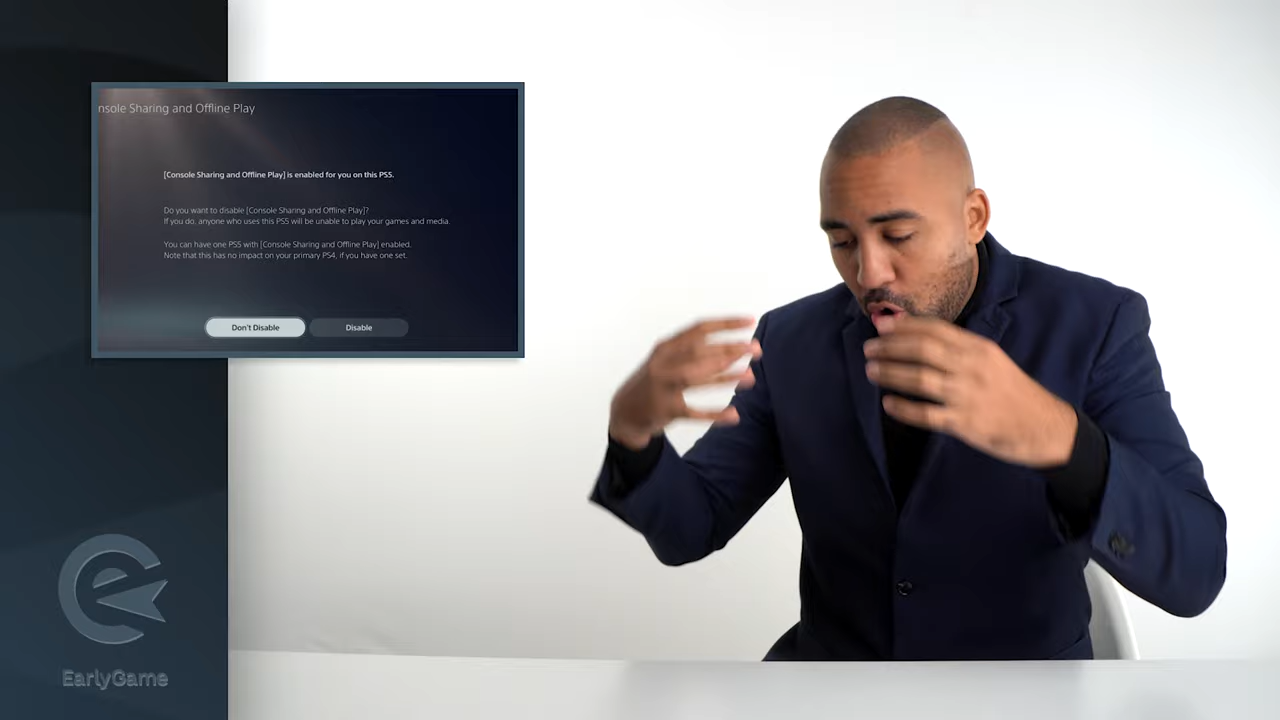 nsole Sharing and Offline Play
[Console Sharing and Offline Play] is enabled for you on this PS5.
Do you want to disable [Console Sharing and Offline Play]?
If you do, anyone who uses this PS5 will be unable to play your games and media.
You can have one PS5 with [Console Sharing and Offline Play] enabled.
Note that this has no impact on your primary PS4, if you have one set.
Don't Disable
Disable
EarlyGame